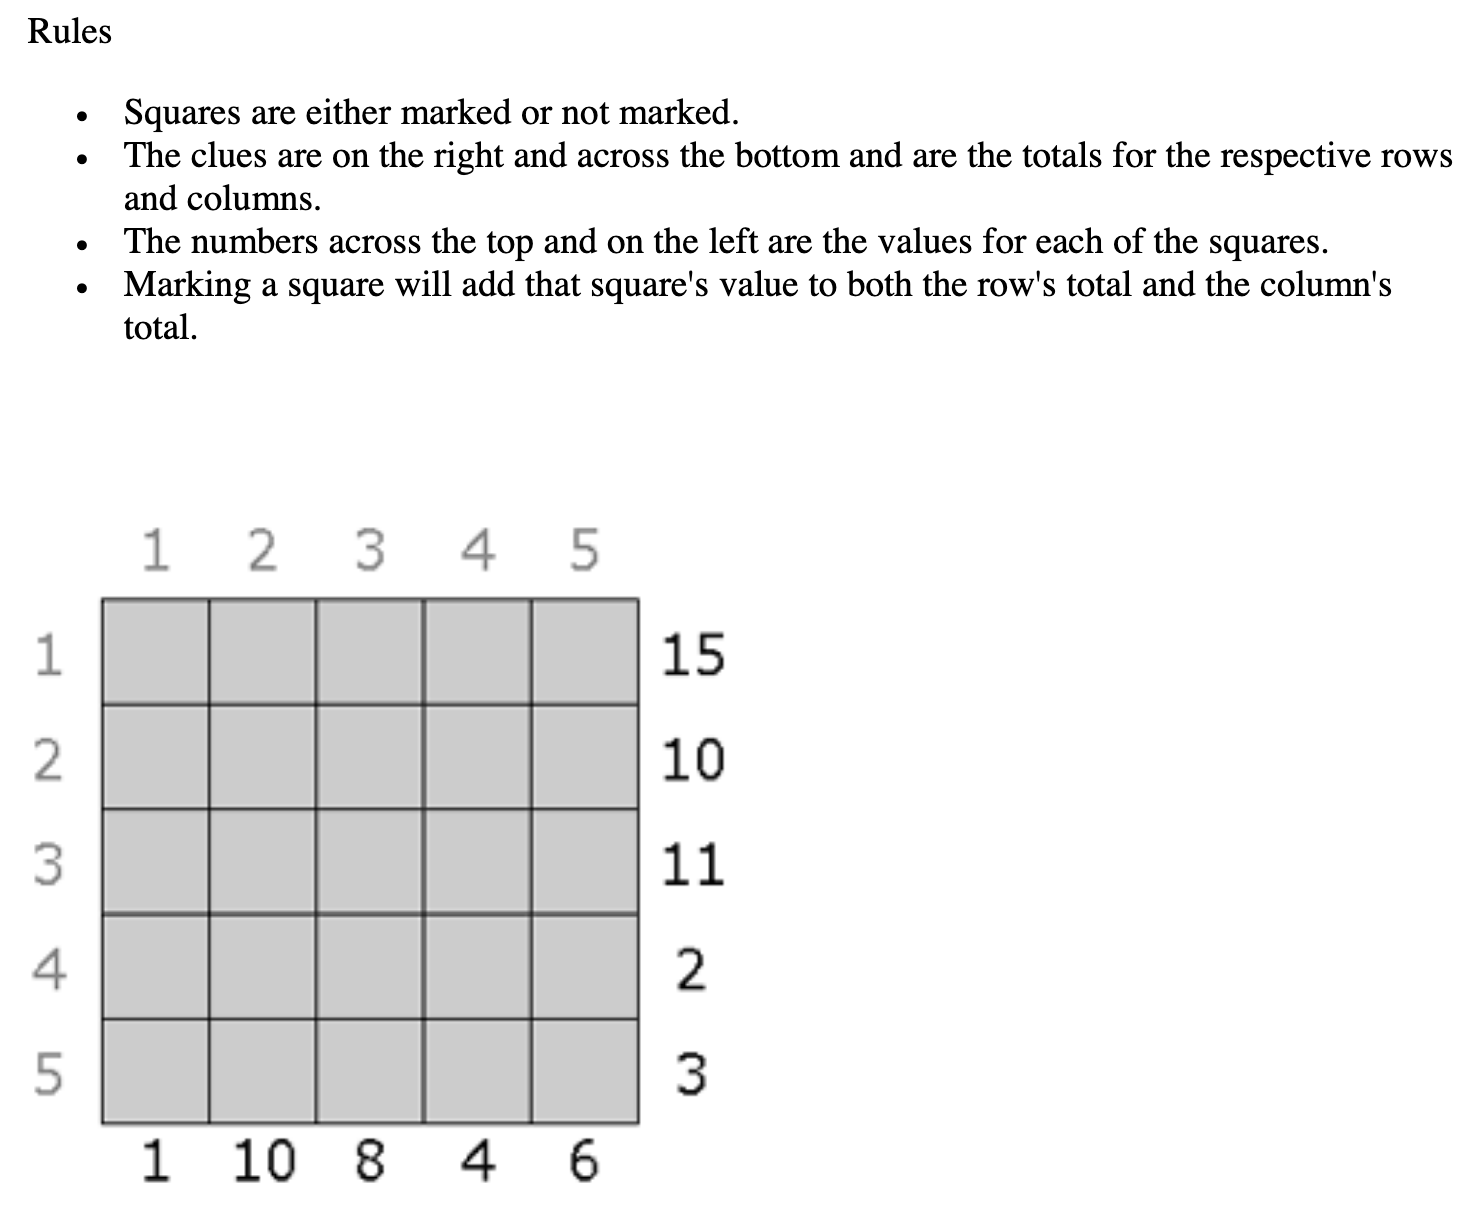 Rules
• Squares are either marked or not marked.
• The clues are on the right and across the bottom and are the totals for the respective rows
and columns.
• The numbers across the top and on the left are the values for each of the squares.
• Marking a square will add that square's value to both the row's total and the column's
total.
1 2 3 4 5
1 15
2 10
3 11
4 2
5 3
1 10 8 4 6